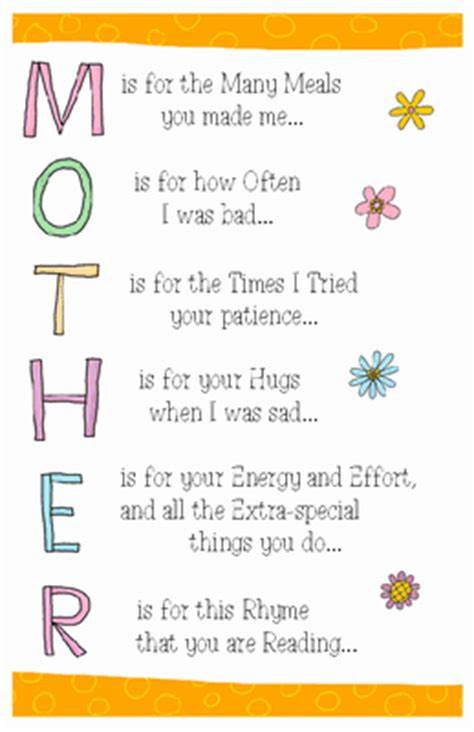 M is for the Many Meals
you made me...
O is for how Often
I was bad...
T is for the Times I Tried
your patience...
H is for your Hugs
when I was sad...
E is for your Energy and Effort,
and all the Extra-special
things you do...
R is for this Rhyme
that you are Reading...